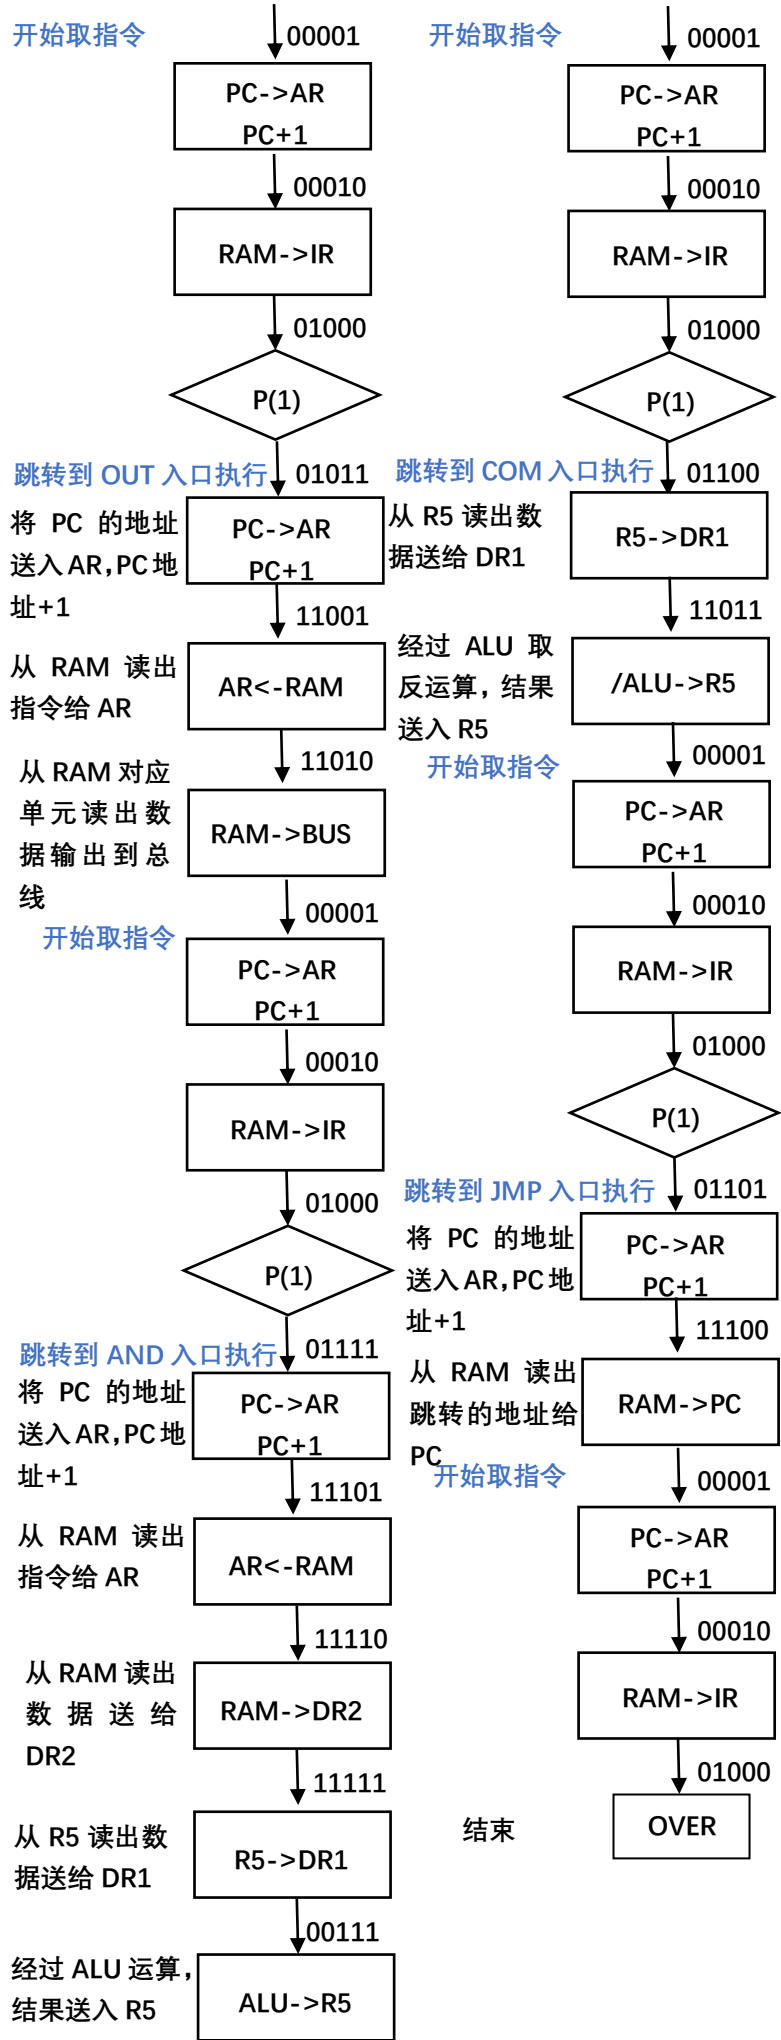 开始取指令
00001
PC->AR
PC+1
00010
RAM->IR
01000
P(1)
跳转到 OUT 入口执行
01011
将 PC 的地址
送入 AR，PC 地
址+1
PC->AR
PC+1
11001
从 RAM 读出
指令给 AR
AR<-RAM
11010
从 RAM 对应
单元读出数
据输出到总
线
RAM->BUS
00001
开始取指令
PC->AR
PC+1
00010
RAM->IR
01000
P(1)
跳转到 AND 入口执行
01111
将 PC 的地址
送入 AR，PC 地
址+1
PC->AR
PC+1
11101
从 RAM 读出
指令给 AR
AR<-RAM
11110
从 RAM 读出
数据送给
DR2
RAM->DR2
11111
从 R5 读出数
据送给 DR1
R5->DR1
00111
经过 ALU 运算，
结果送入 R5
ALU->R5
开始取指令
00001
PC->AR
PC+1
00010
RAM->IR
01000
P(1)
跳转到 COM 入口执行
01100
从 R5 读出数
据送给 DR1
R5->DR1
11011
经过 ALU 取
反运算，结果
送入 R5
/ALU->R5
00001
开始取指令
PC->AR
PC+1
00010
RAM->IR
01000
P(1)
跳转到 JMP 入口执行
01101
将 PC 的地址
送入 AR，PC 地
址+1
PC->AR
PC+1
11100
从 RAM 读出
跳转的地址给
PC
RAM->PC
00001
开始取指令
PC->AR
PC+1
00010
RAM->IR
01000
结束
OVER